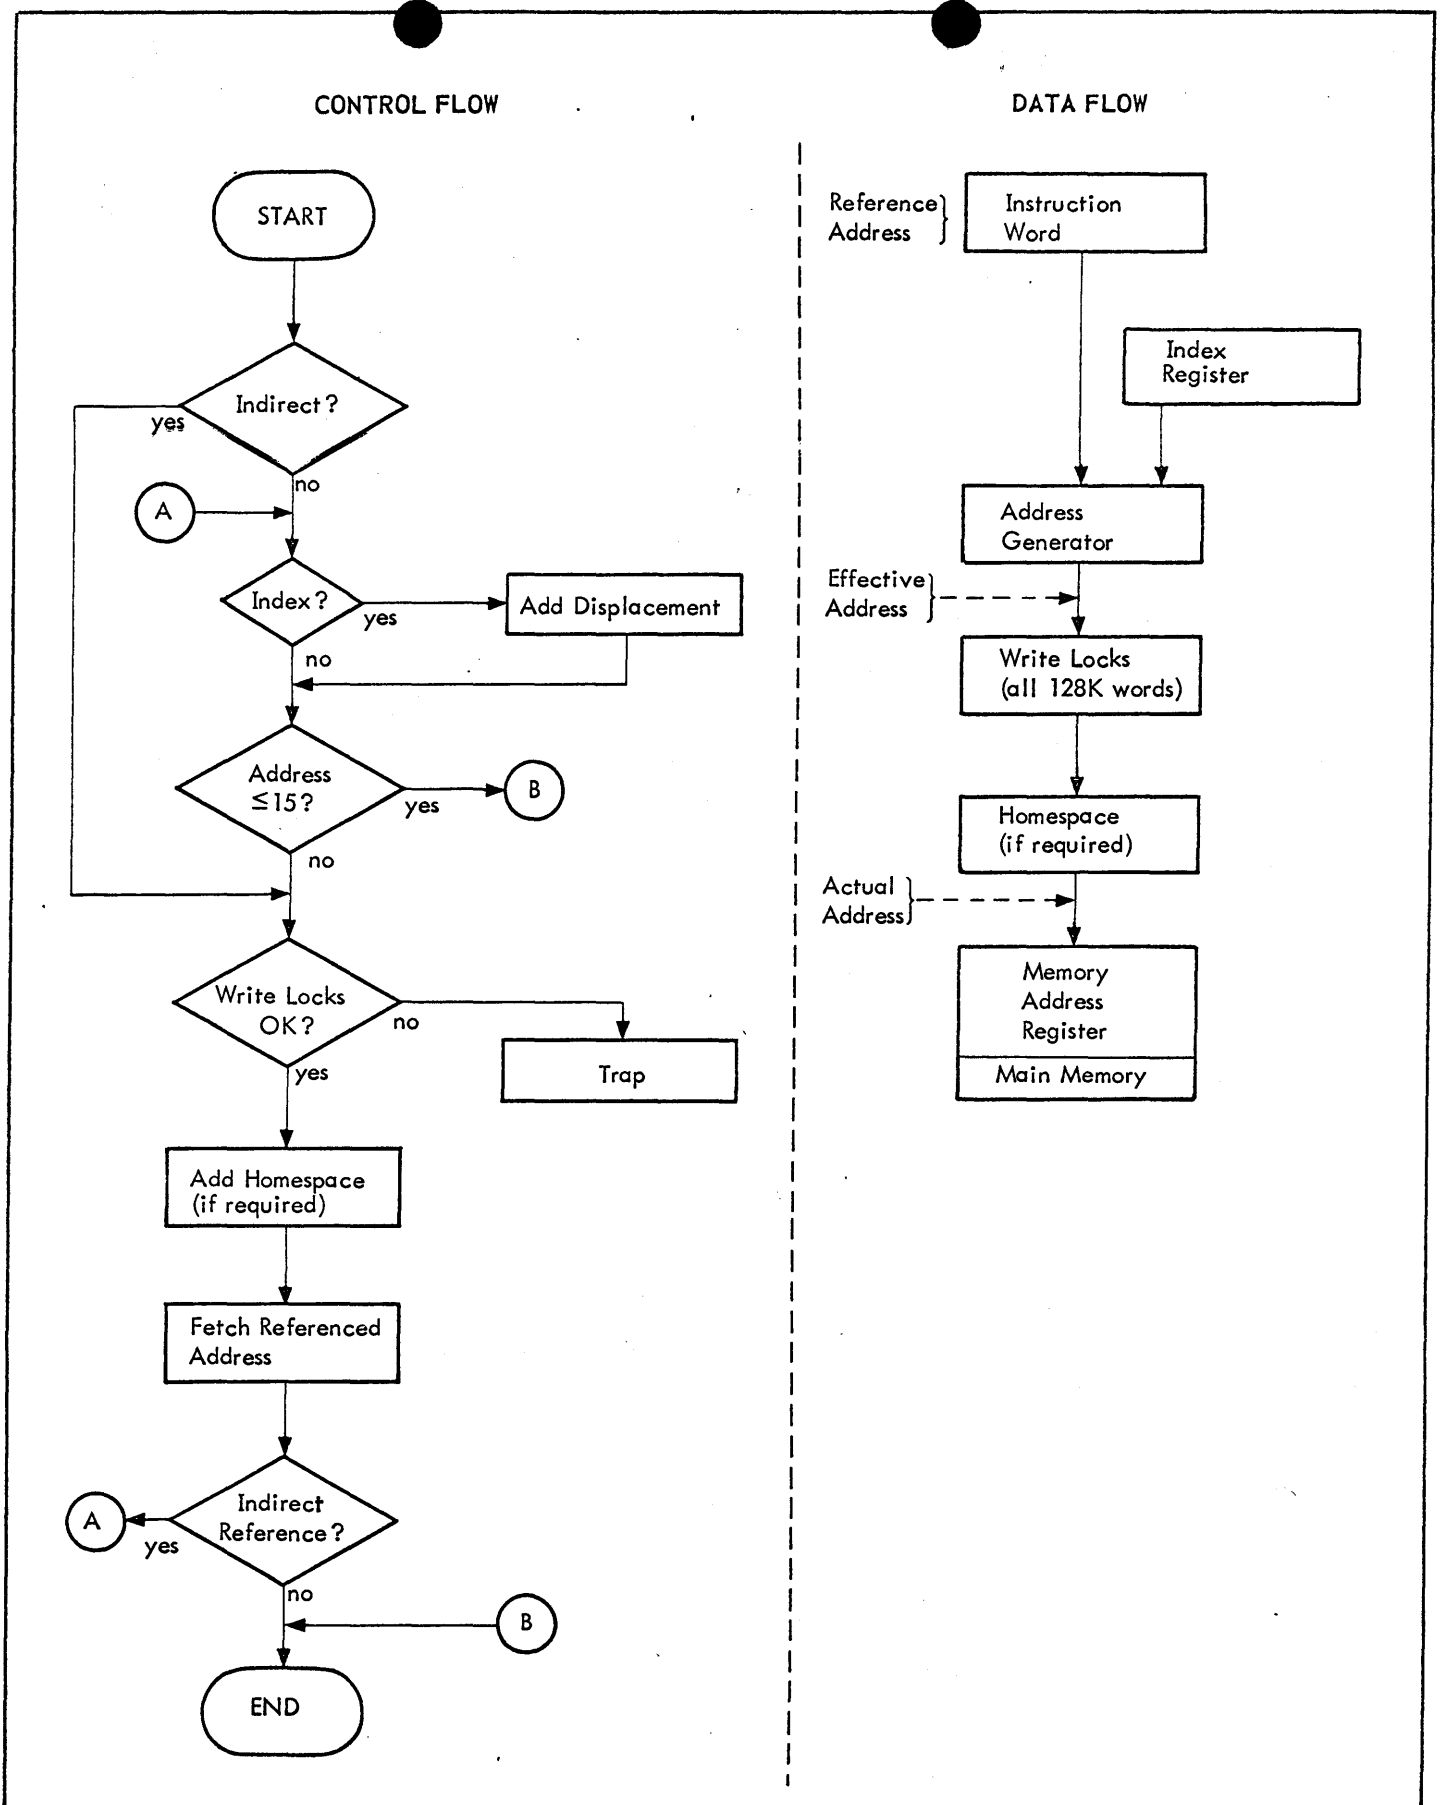 CONTROL FLOW
START
Indirect?
yes
no
A
Index?
yes
Add Displacement
no
Address
≤15?
yes
B
no
Write Locks
OK?
no
Trap
yes
Add Homespace
(if required)
Fetch Referenced
Address
Indirect
Reference?
A
yes
no
B
END
DATA FLOW
Reference
Address
Instruction
Word
Index
Register
Address
Generator
Effective
Address
Write Locks
(all 128K words)
Homespace
(if required)
Actual
Address
Memory
Address
Register
Main Memory